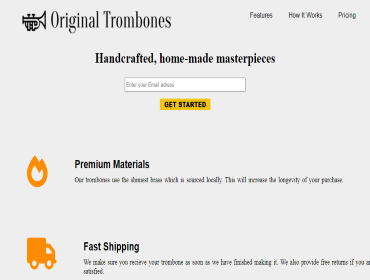 Original Trombones
Features How It Works Pricing
Handcrafted, home-made masterpieces
Enter your Email adress
GET STARTED
Premium Materials
Our trombones use the shiniest brass which is sourced locally. This will increase the longevity of your purchase.
Fast Shipping
We make sure you recieve your trombone as soon as we have finished making it. We also provide free returns if you ar
satisfied.